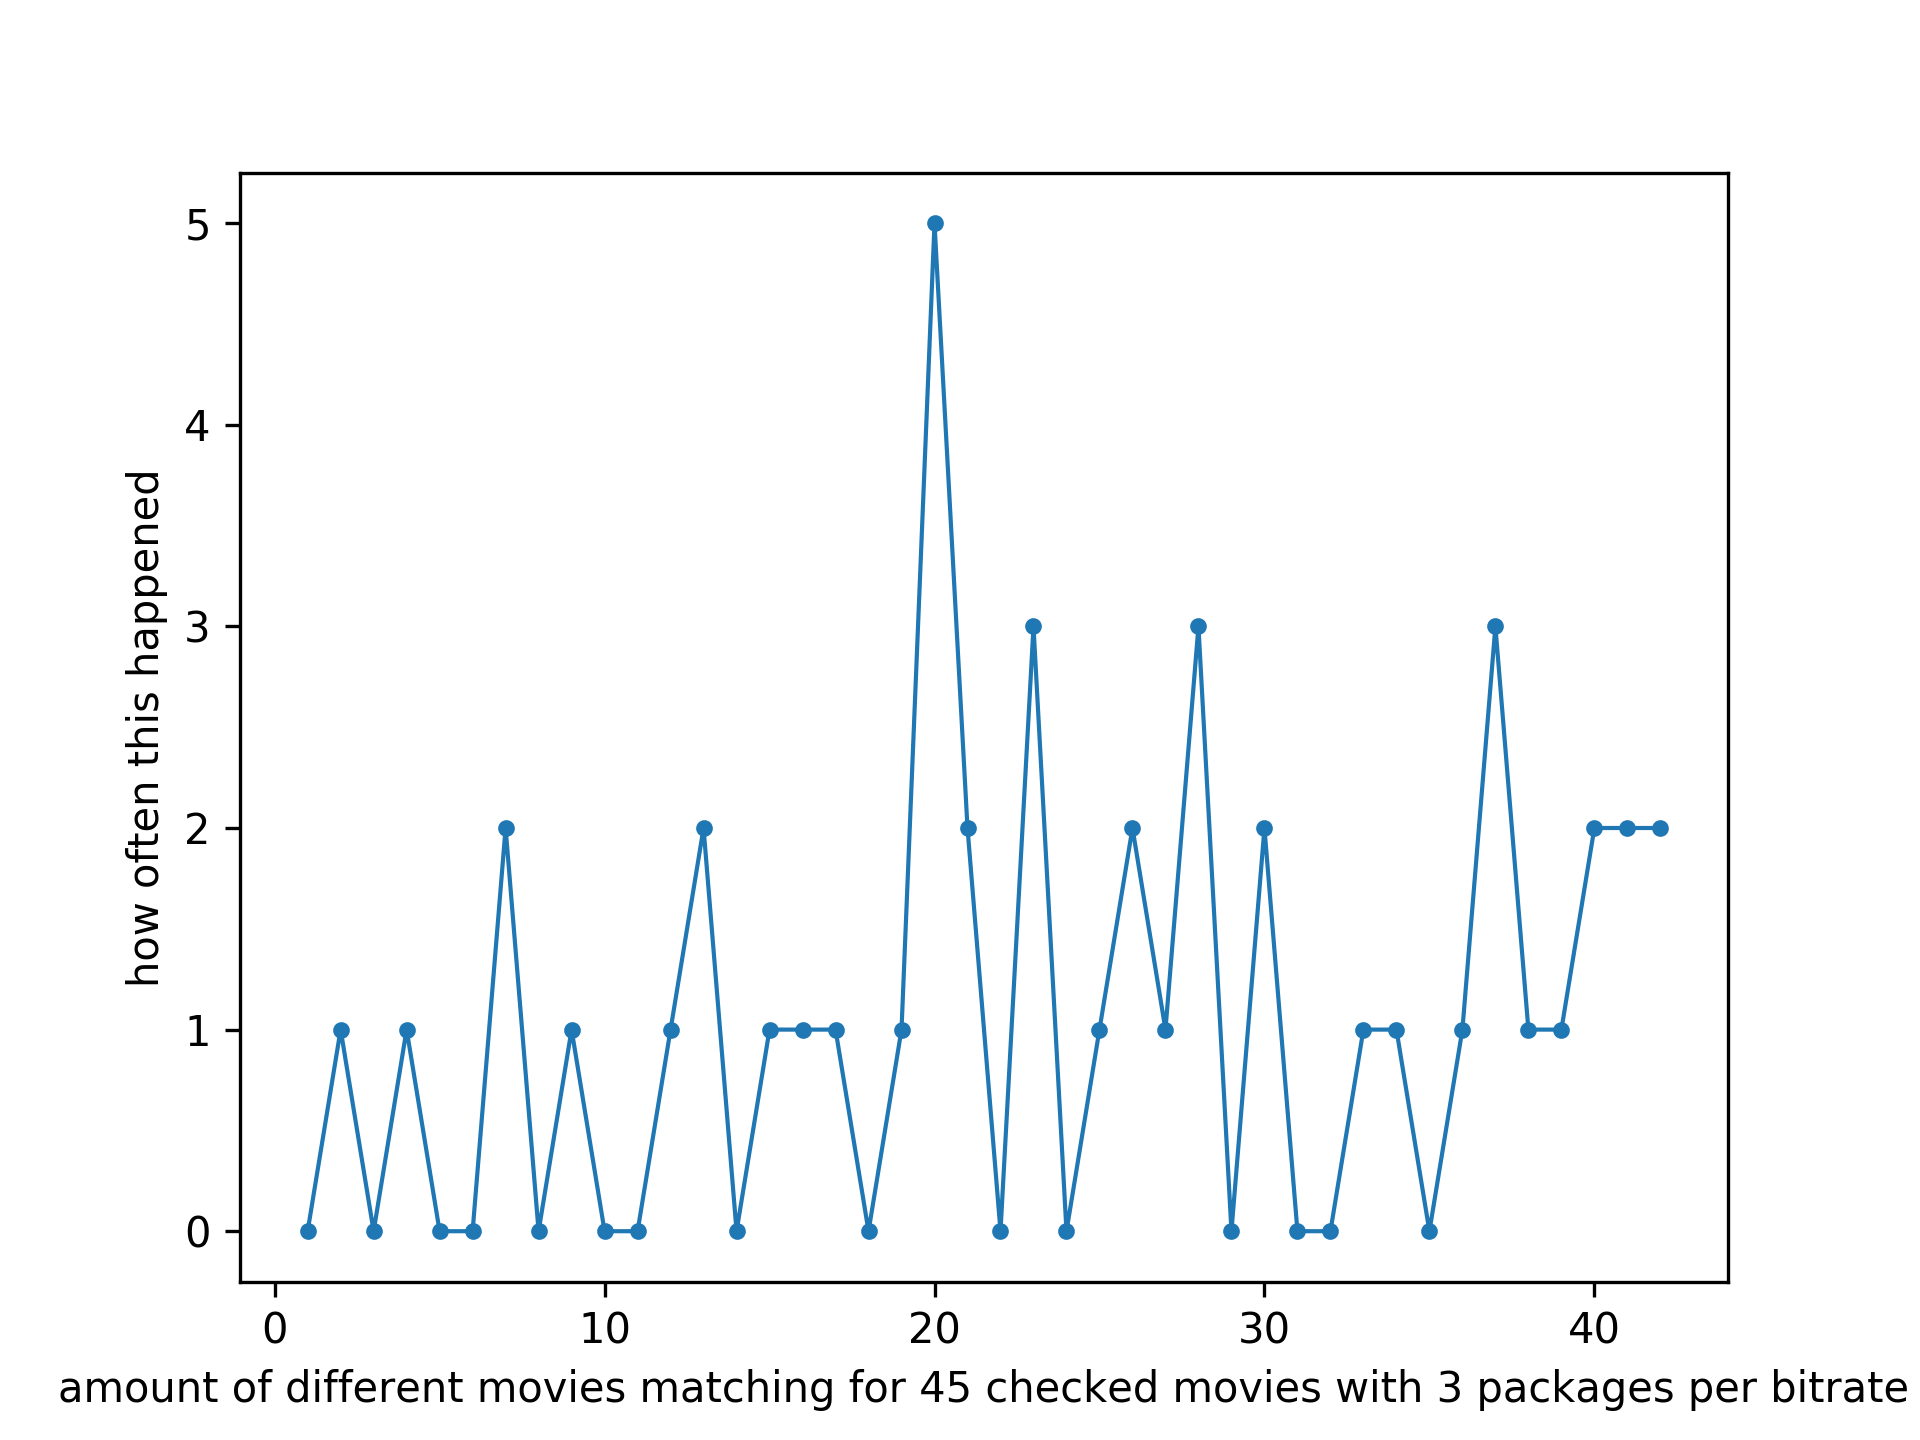 how often this happened
5
4
3
2
1
0
0 10 20 30 40
amount of different movies matching for 45 checked movies with 3 packages per bitrate